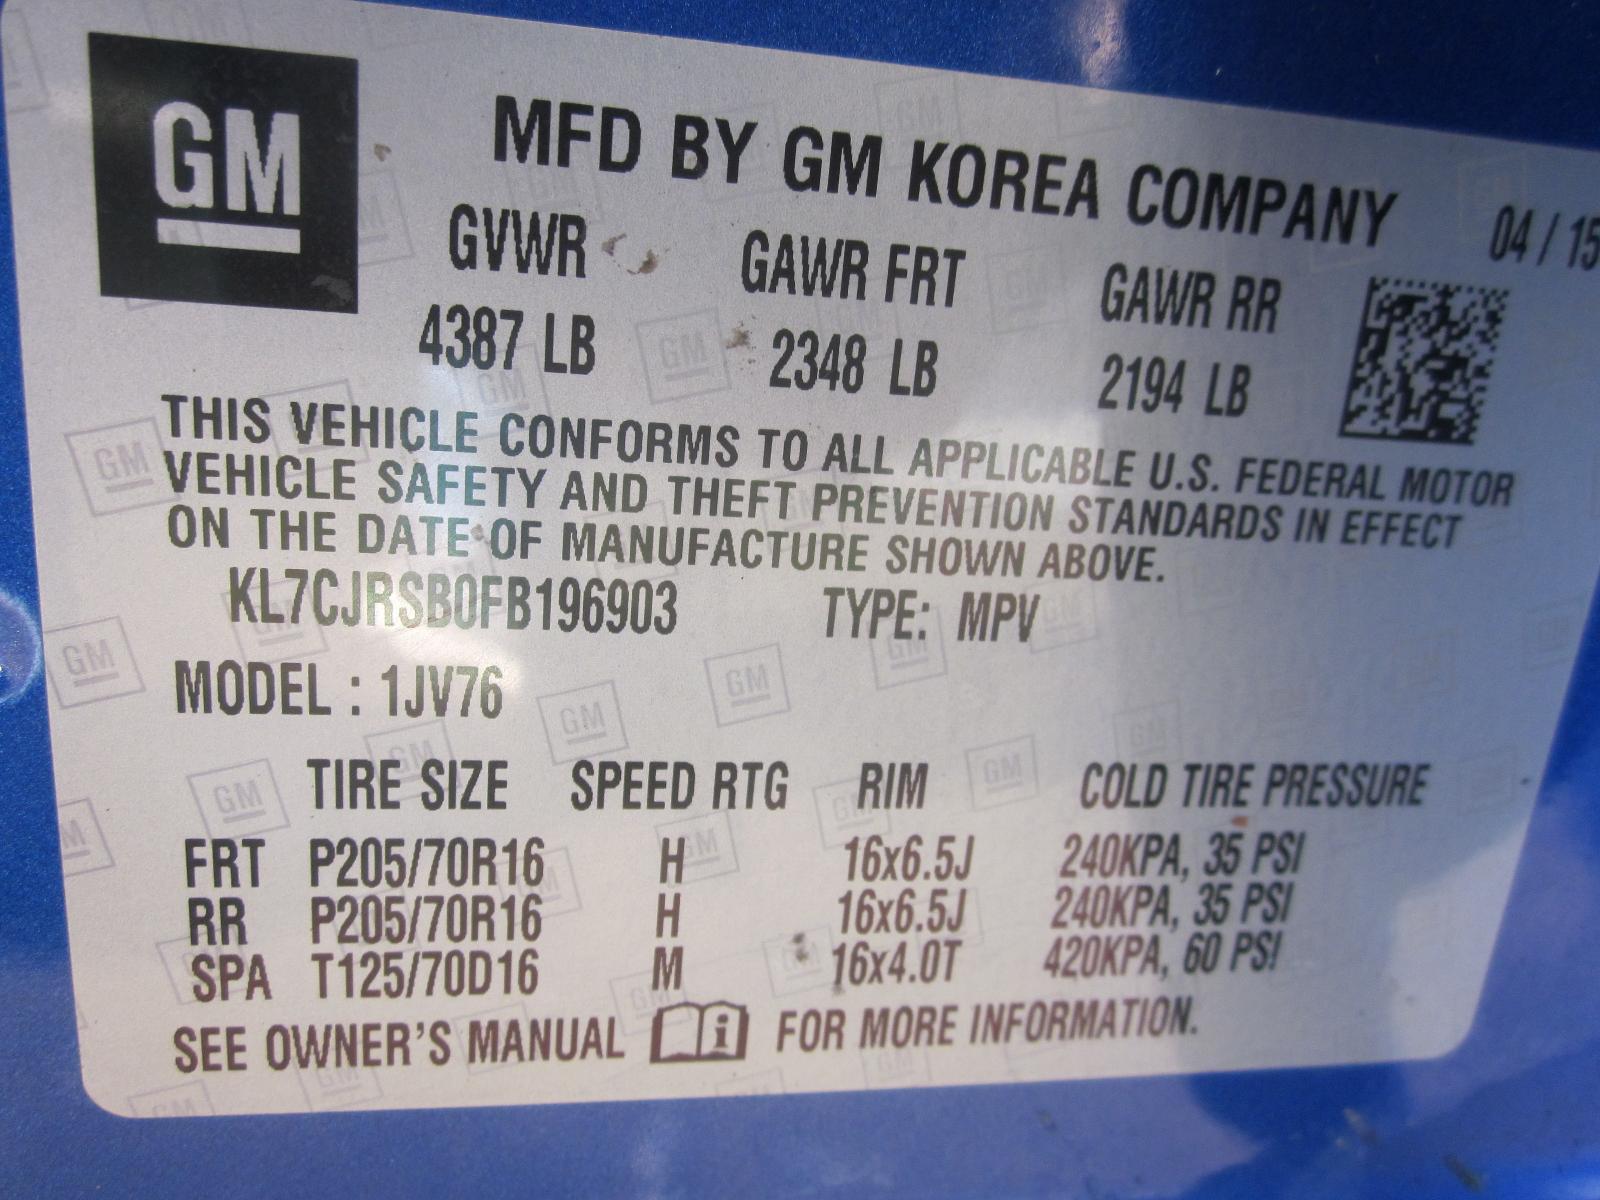 GM
MFD BY GM KOREA COMPANY 04 / 15
GVWR GAWR FRT GAWR RR
4387 LB 2348 LB 2194 LB
THIS VEHICLE CONFORMS TO ALL APPLICABLE U.S. FEDERAL MOTOR
VEHICLE SAFETY AND THEFT PREVENTION STANDARDS IN EFFECT
ON THE DATE OF MANUFACTURE SHOWN ABOVE.
KL7CJRSB0FB196903 TYPE: MPV
MODEL : 1JV76
TIRE SIZE SPEED RTG RIM COLD TIRE PRESSURE
FRT P205/70R16 H 16x6.5J 240KPA, 35 PSI
RR P205/70R16 H 16x6.5J 240KPA, 35 PSI
SPA T125/70D16 M 16x4.0T 420KPA, 60 PSI
SEE OWNER'S MANUAL i FOR MORE INFORMATION.